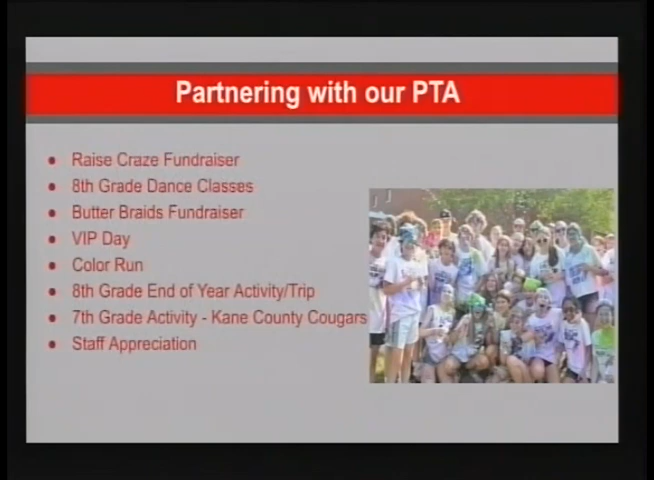 Partnering with our PTA
Raise Craze Fundraiser
8th Grade Dance Classes
Butter Braids Fundraiser
VIP Day
Color Run
8th Grade End of Year Activity/Trip
7th Grade Activity - Kane County Cougars
Staff Appreciation